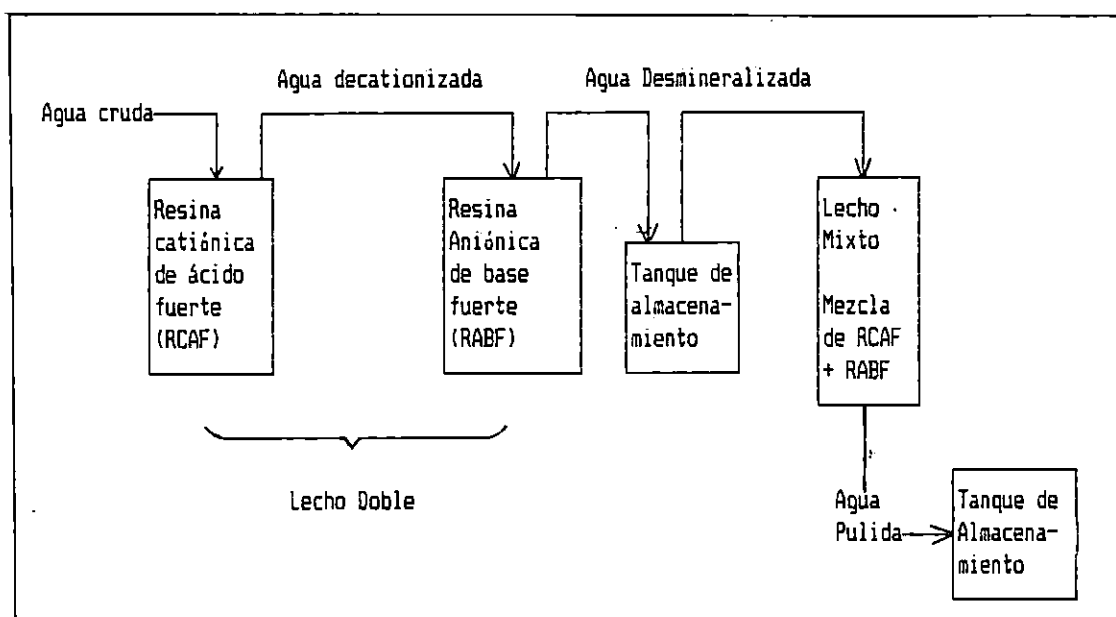 Agua decationizada
Agua Desmineralizada
Agua cruda
Resina
catiónica
de ácido
fuerte
(RCAF)
Resina
Aniónica
de base
fuerte
(RABF)
Tanque de
almacena-
miento
Lecho
Mixto
Mezcla
de RCAF
+ RABF
Lecho Doble
Agua
Pulida
Tanque de
Almacena-
miento